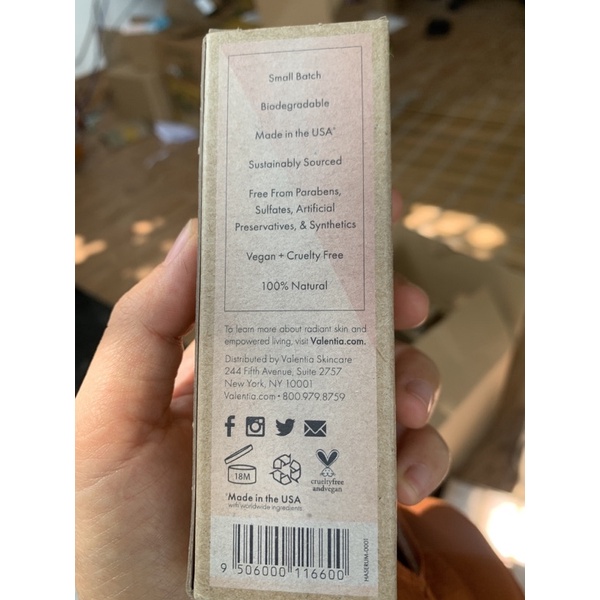 Small Batch
Biodegradable
Made in the USA*
Sustainably Sourced
Free From Parabens,
Sulfates, Artificial
Preservatives, & Synthetics
Vegan + Cruelty Free
100% Natural
To learn more about radiant skin and
empowered living, visit Valentia.com.
Distributed by Valentia Skincare
244 Fifth Avenue, Suite 2757
New York, NY 10001
Valentia.com • 800.979.8759
18M
crueltyfree
andvegan
*Made in the USA
with worldwide ingredients.
9 506000 116600
HASERUM-0001